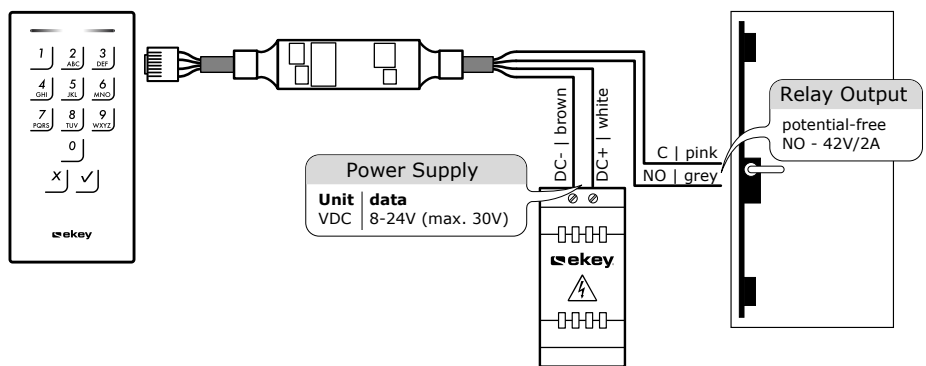 1 2 3
ABC DEF
4 5 6
GHI JKL MNO
7 8 9
PQRS TUV WXYZ
0
ekey
DC- | brown
DC+ | white
C | pink
NO | grey
Relay Output
potential-free
NO - 42V/2A
Power Supply
Unit | data
VDC | 8-24V (max. 30V)
ekey